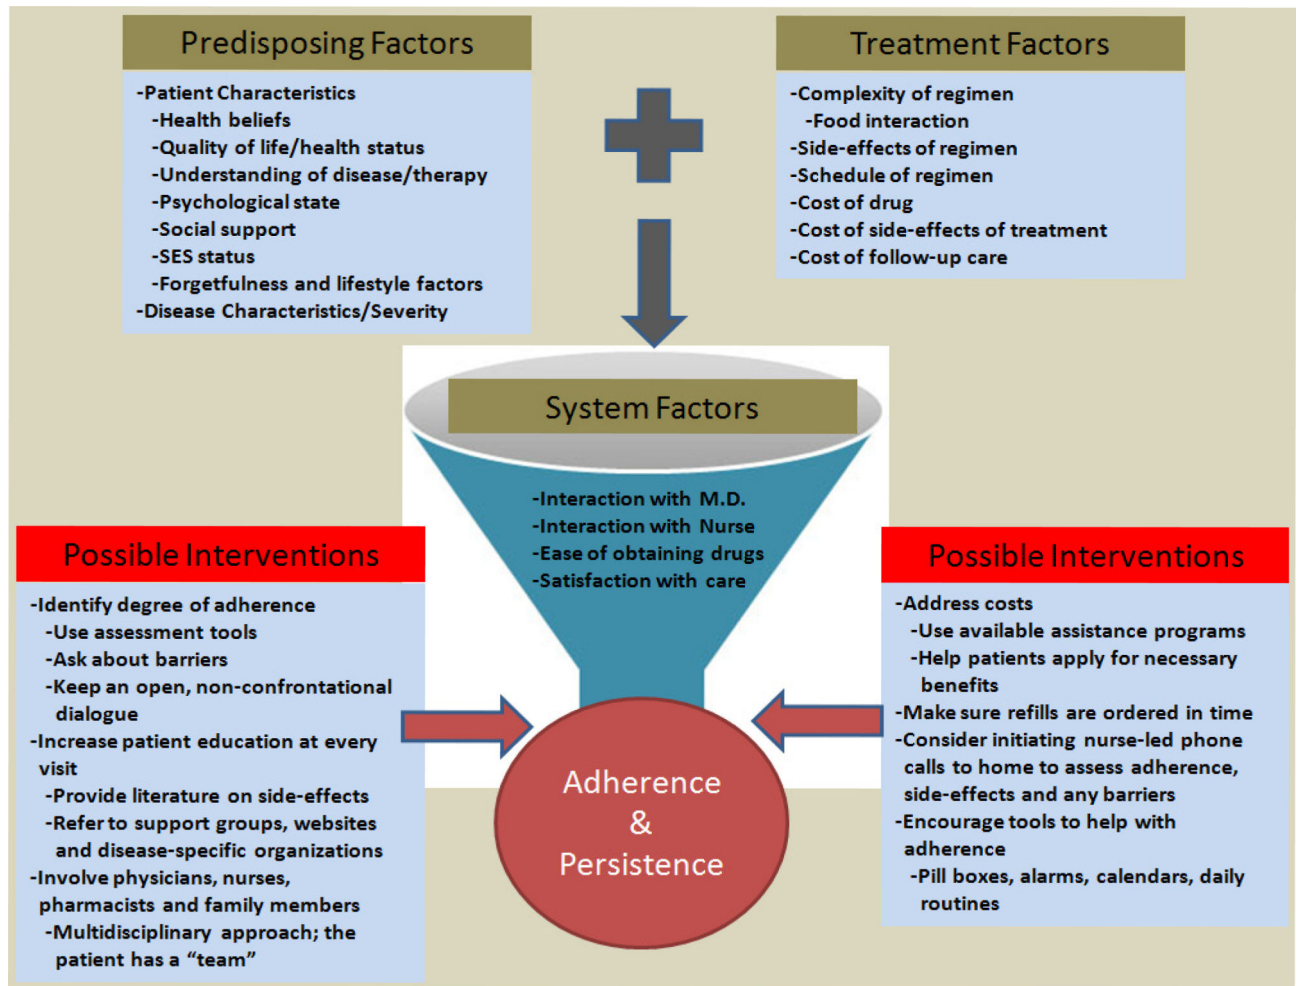 Predisposing Factors
-Patient Characteristics
-Health beliefs
-Quality of life/health status
-Understanding of disease/therapy
-Psychological state
-Social support
-SES status
-Forgetfulness and lifestyle factors
-Disease Characteristics/Severity
Treatment Factors
-Complexity of regimen
-Food interaction
-Side-effects of regimen
-Schedule of regimen
-Cost of drug
-Cost of side-effects of treatment
-Cost of follow-up care
System Factors
-Interaction with M.D.
-Interaction with Nurse
-Ease of obtaining drugs
-Satisfaction with care
Possible Interventions
-Identify degree of adherence
-Use assessment tools
-Ask about barriers
-Keep an open, non-confrontational
dialogue
-Increase patient education at every
visit
-Provide literature on side-effects
-Refer to support groups, websites
and disease-specific organizations
-Involve physicians, nurses,
pharmacists and family members
-Multidisciplinary approach; the
patient has a “team”
Adherence
&
Persistence
Possible Interventions
-Address costs
-Use available assistance programs
-Help patients apply for necessary
benefits
-Make sure refills are ordered in time
-Consider initiating nurse-led phone
calls to home to assess adherence,
side-effects and any barriers
-Encourage tools to help with
adherence
-Pill boxes, alarms, calendars, daily
routines